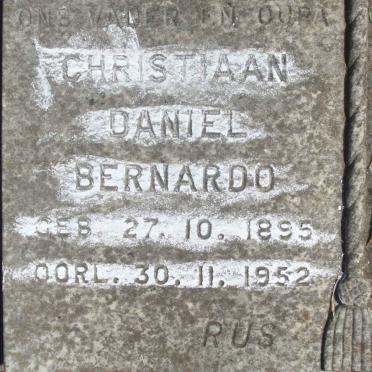 ONS VADER EN OUPA
CHRISTIAAN
DANIEL
BERNARDO
GEB. 27. 10. 1895
OORL. 30. 11. 1952
RUS